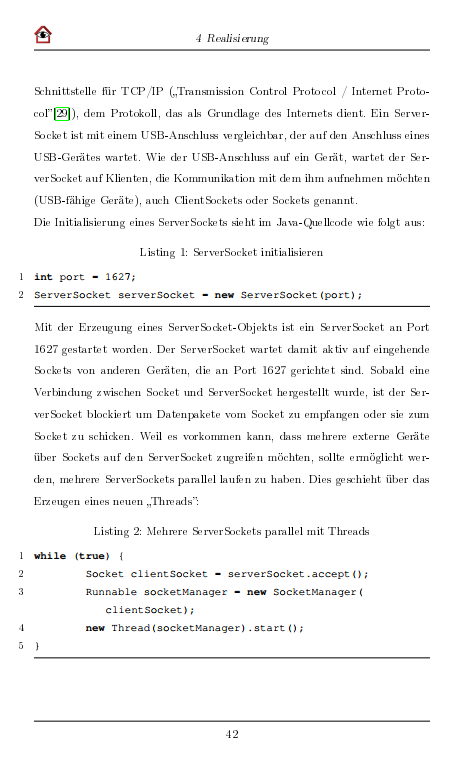 4 Realisierung
Schnittstelle für TCP/IP („Transmission Control Protocol / Internet Proto-
col”[29]), dem Protokoll, das als Grundlage des Internets dient. Ein Server-
Socket ist mit einem USB-Anschluss vergleichbar, der auf den Anschluss eines
USB-Gerätes wartet. Wie der USB-Anschluss auf ein Gerät, wartet der Ser-
verSocket auf Klienten, die Kommunikation mit dem ihm aufnehmen möchten
(USB-fähige Geräte), auch ClientSockets oder Sockets genannt.
Die Initialisierung eines ServerSockets sieht im Java-Quellcode wie folgt aus:
Listing 1: ServerSocket initialisieren
1 int port = 1627;
2 ServerSocket serverSocket = new ServerSocket(port);
Mit der Erzeugung eines ServerSocket-Objekts ist ein ServerSocket an Port
1627 gestartet worden. Der ServerSocket wartet damit aktiv auf eingehende
Sockets von anderen Geräten, die an Port 1627 gerichtet sind. Sobald eine
Verbindung zwischen Socket und ServerSocket hergestellt wurde, ist der Ser-
verSocket blockiert um Datenpakete vom Socket zu empfangen oder sie zum
Socket zu schicken. Weil es vorkommen kann, dass mehrere externe Geräte
über Sockets auf den ServerSocket zugreifen möchten, sollte ermöglicht wer-
den, mehrere ServerSockets parallel laufen zu haben. Dies geschieht über das
Erzeugen eines neuen „Threads”:
Listing 2: Mehrere ServerSockets parallel mit Threads
1 while (true) {
2 Socket clientSocket = serverSocket.accept();
3 Runnable socketManager = new SocketManager(
clientSocket);
4 new Thread(socketManager).start();
5 }
42